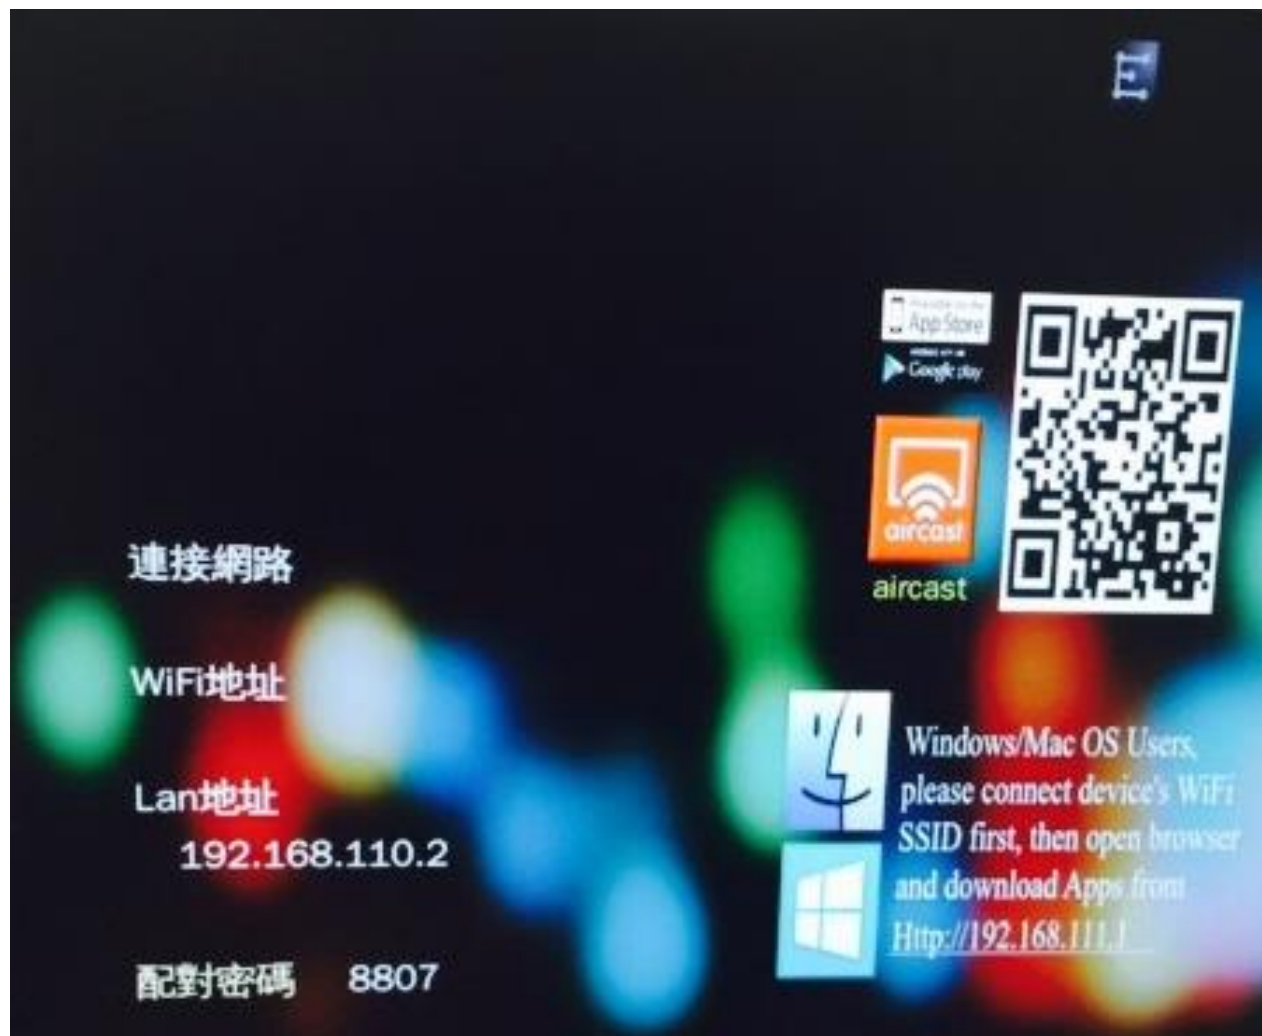 App Store
Google play
aircast
aircast
連接網路
WiFi地址
Lan地址
192.168.110.2
配對密碼 8807
Windows/Mac OS Users,
please connect device's WiFi
SSID first, then open browser
and download Apps from
Http://192.168.111.1